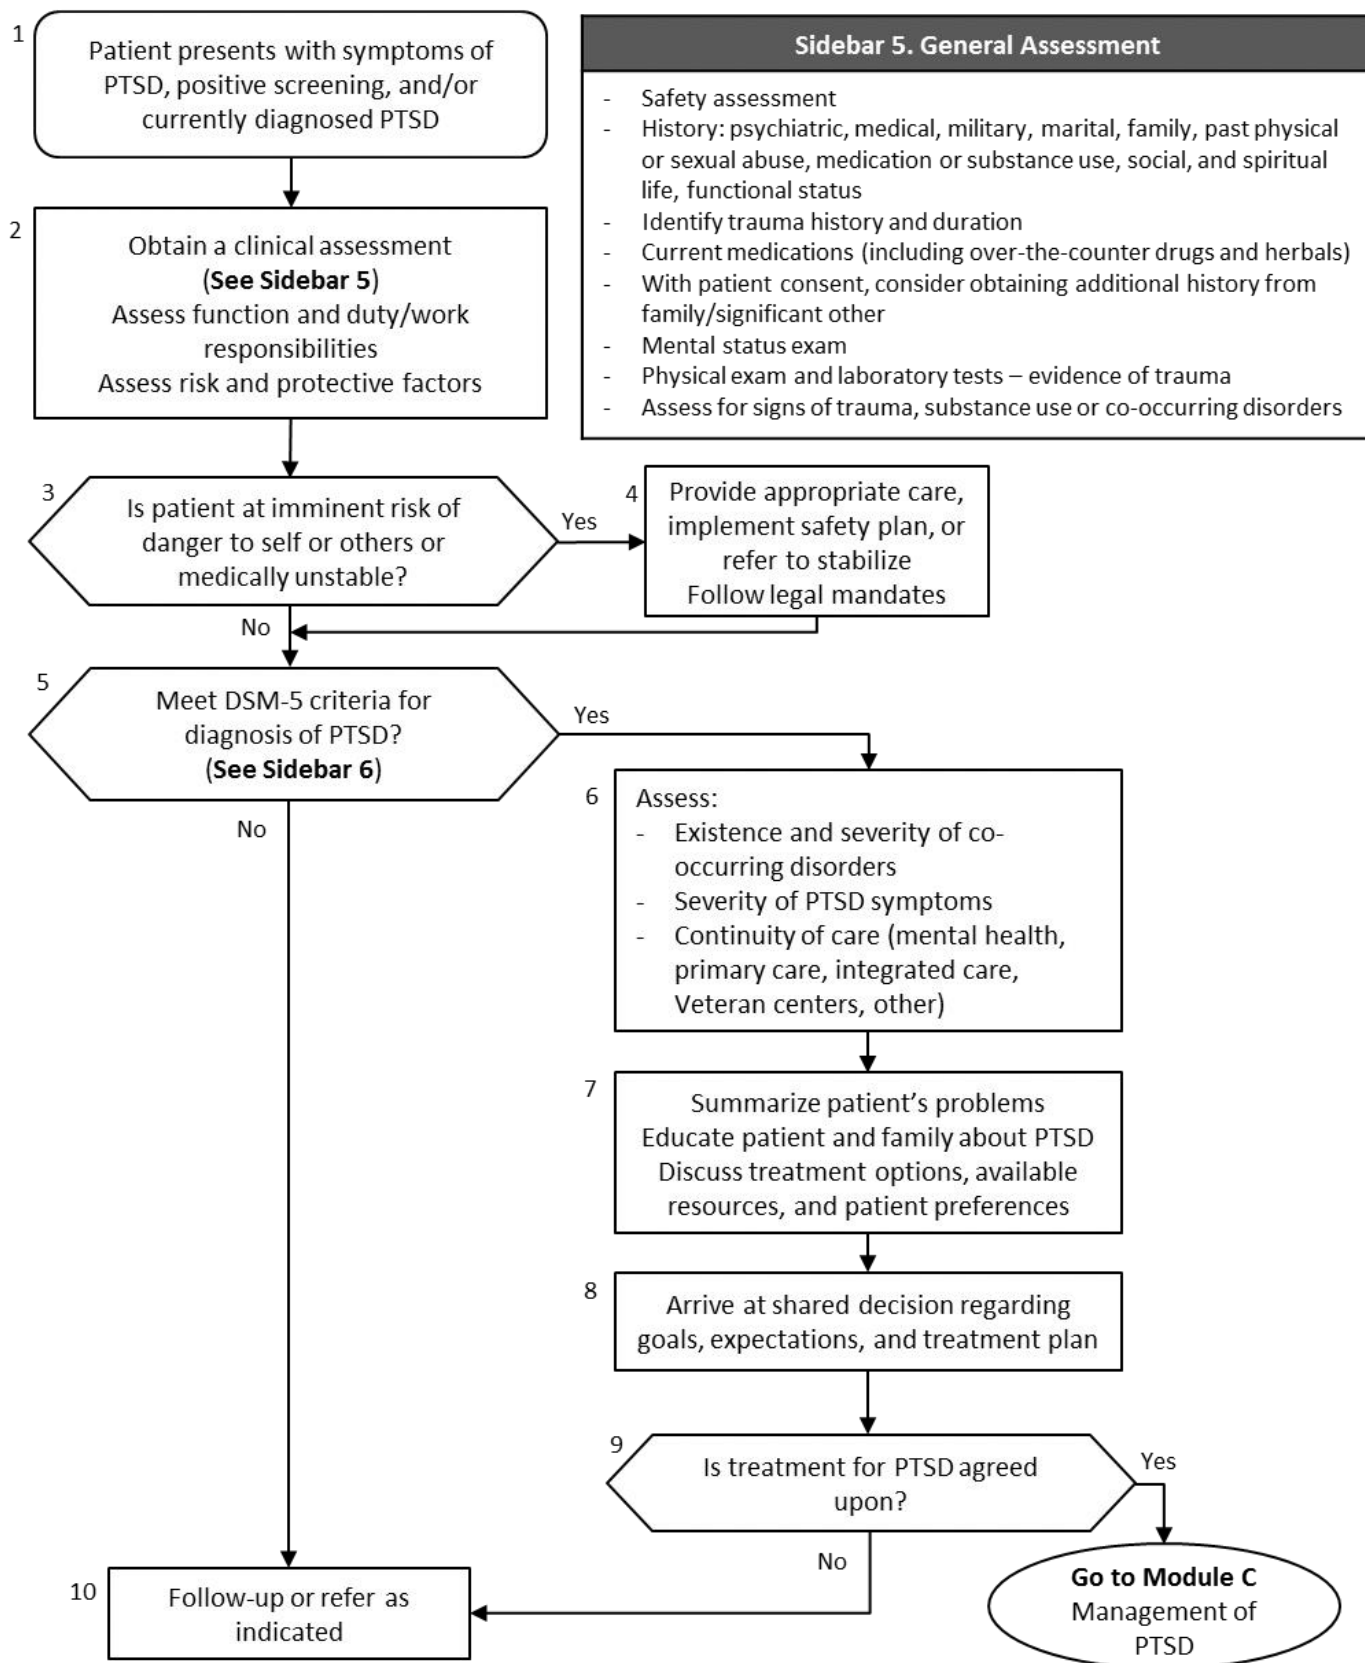 1
Patient presents with symptoms of
PTSD, positive screening, and/or
currently diagnosed PTSD
Sidebar 5. General Assessment
- Safety assessment
- History: psychiatric, medical, military, marital, family, past physical
or sexual abuse, medication or substance use, social, and spiritual
life, functional status
- Identify trauma history and duration
- Current medications (including over-the-counter drugs and herbals)
- With patient consent, consider obtaining additional history from
family/significant other
- Mental status exam
- Physical exam and laboratory tests – evidence of trauma
- Assess for signs of trauma, substance use or co-occurring disorders
2
Obtain a clinical assessment
(See Sidebar 5)
Assess function and duty/work
responsibilities
Assess risk and protective factors
3
Is patient at imminent risk of
danger to self or others or
medically unstable?
Yes
No
4
Provide appropriate care,
implement safety plan, or
refer to stabilize
Follow legal mandates
5
Meet DSM-5 criteria for
diagnosis of PTSD?
(See Sidebar 6)
Yes
No
6
Assess:
- Existence and severity of co-
occurring disorders
- Severity of PTSD symptoms
- Continuity of care (mental health,
primary care, integrated care,
Veteran centers, other)
7
Summarize patient’s problems
Educate patient and family about PTSD
Discuss treatment options, available
resources, and patient preferences
8
Arrive at shared decision regarding
goals, expectations, and treatment plan
9
Is treatment for PTSD agreed
upon?
Yes
No
10
Follow-up or refer as
indicated
Go to Module C
Management of
PTSD